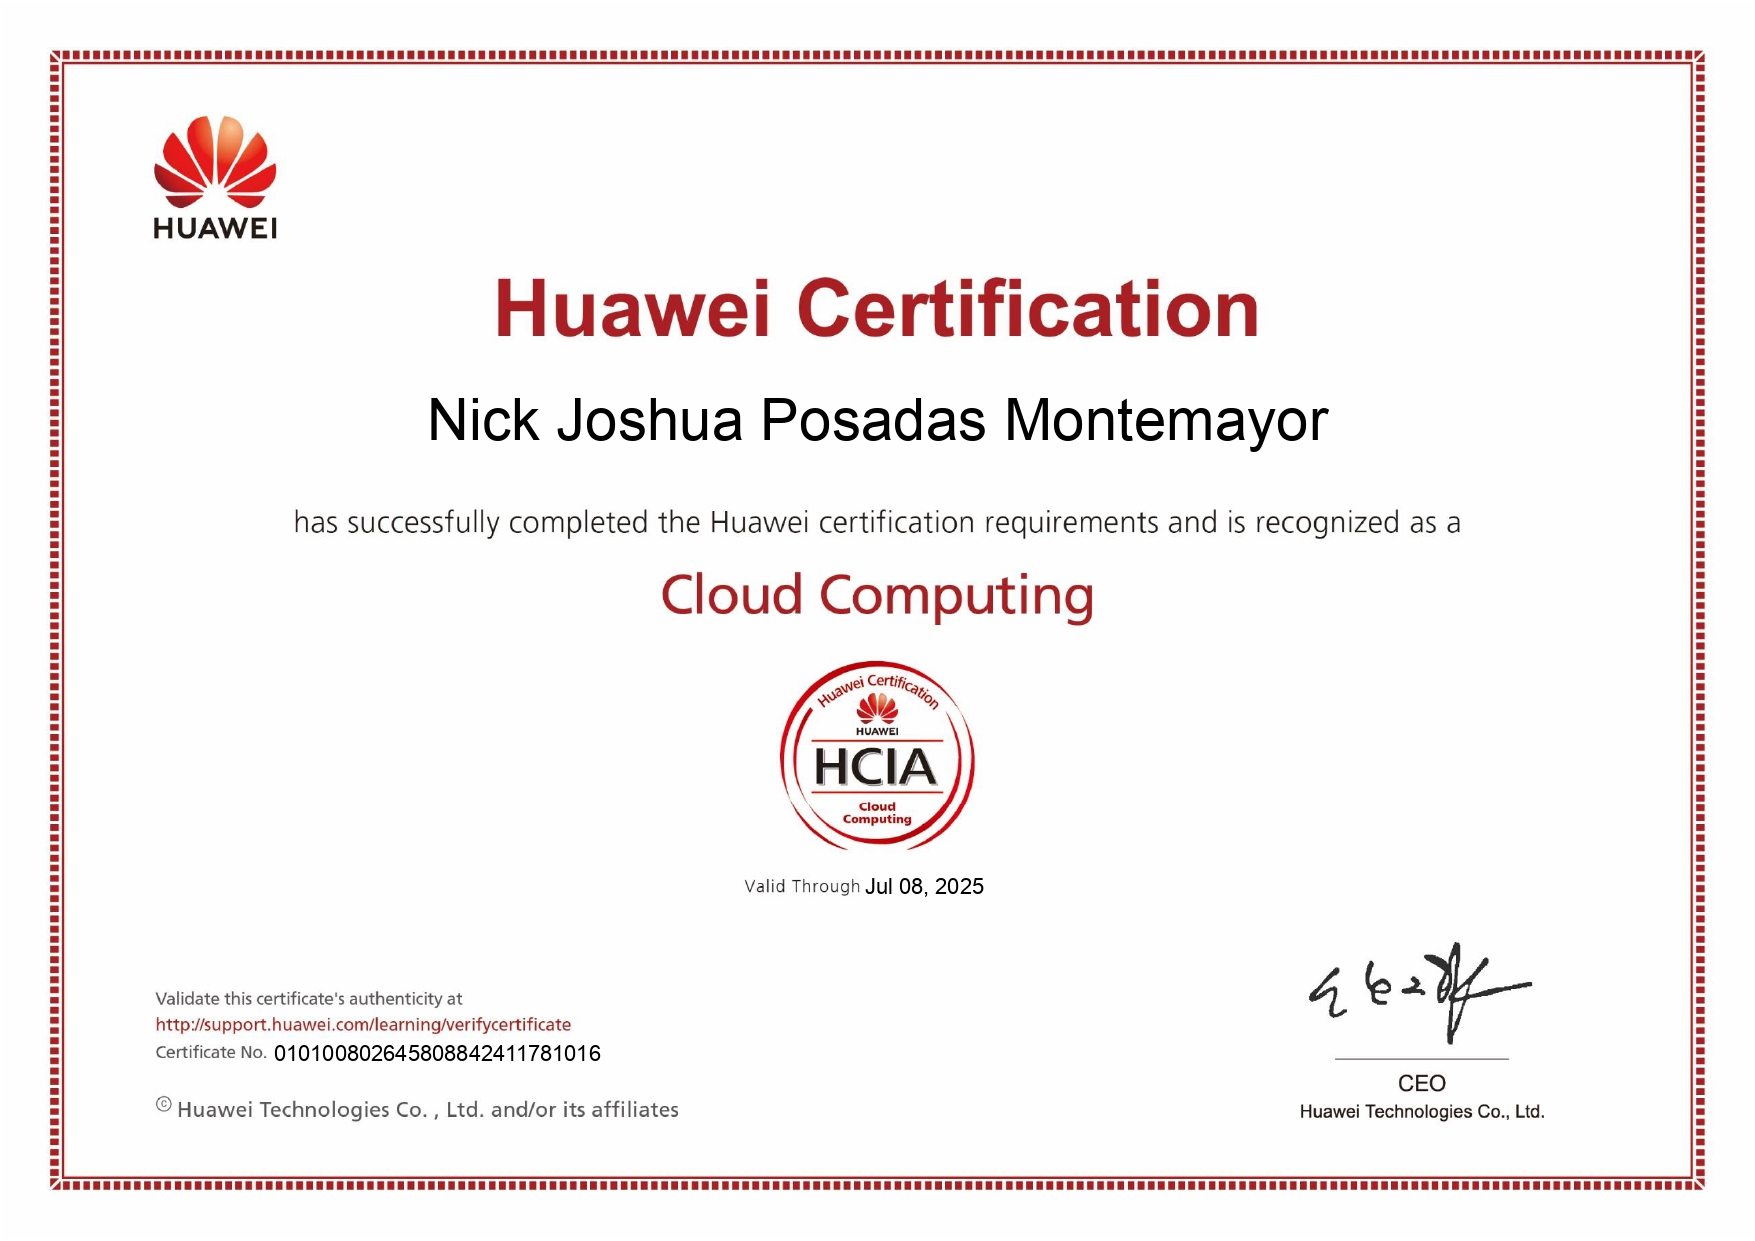 HUAWEI
Huawei Certification
Nick Joshua Posadas Montemayor
has successfully completed the Huawei certification requirements and is recognized as a
Cloud Computing
Huawei Certification
HUAWEI
HCIA
Cloud
Computing
Valid Through Jul 08, 2025
Validate this certificate's authenticity at
http://support.huawei.com/learning/verifycertificate
Certificate No. 010100802645808842411781016
© Huawei Technologies Co. , Ltd. and/or its affiliates
CEO
Huawei Technologies Co., Ltd.